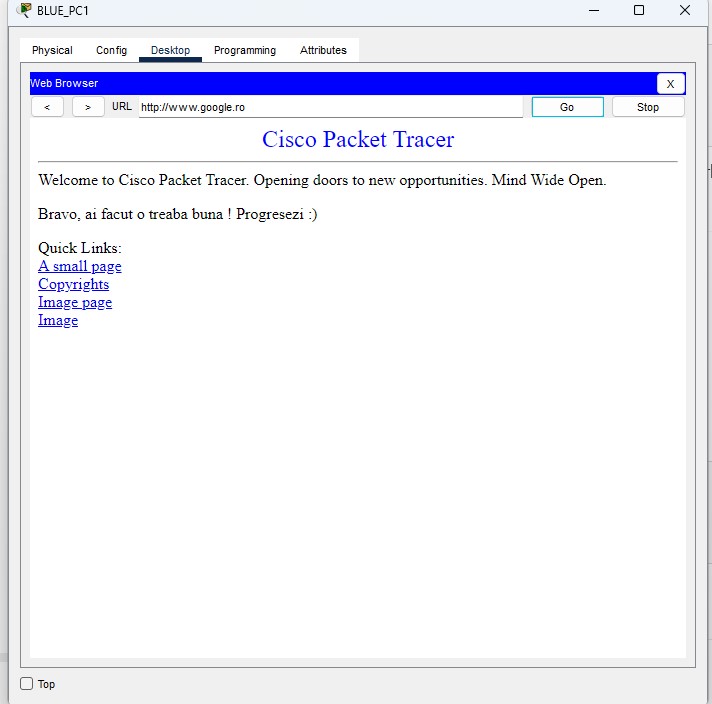 BLUE_PC1
Physical Config Desktop Programming Attributes
Web Browser X
< > URL http://www.google.ro Go Stop
Cisco Packet Tracer
Welcome to Cisco Packet Tracer. Opening doors to new opportunities. Mind Wide Open.
Bravo, ai facut o treaba buna ! Progresezi :)
Quick Links:
A small page
Copyrights
Image page
Image
Top